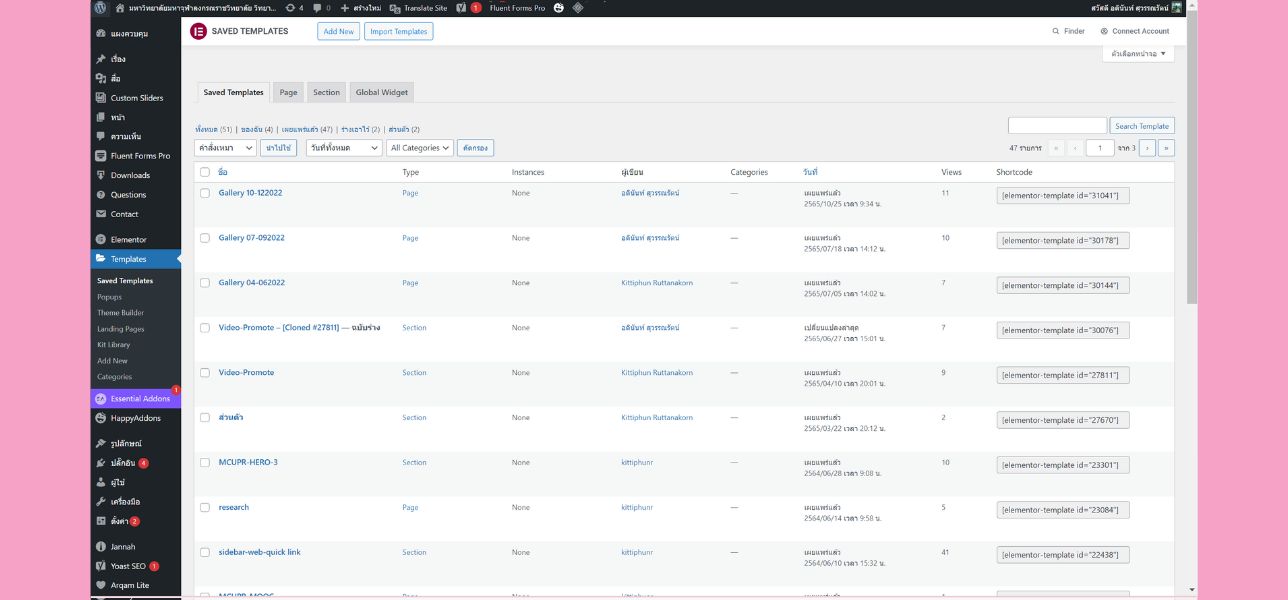 มหาวิทยาลัยมหาจุฬาลงกรณราชวิทยาลัย วิทยา... 4 0 สร้างใหม่ Translate Site 1 Fluent Forms Pro สวัสดี อตินันท์ สุวรรณรัตน์
แผงควบคุม
เรื่อง
สื่อ
Custom Sliders
หน้า
ความเห็น
Fluent Forms Pro
Downloads
Questions
Contact
Elementor
Templates
Saved Templates
Popups
Theme Builder
Landing Pages
Kit Library
Add New
Categories
Essential Addons 1
HappyAddons
รูปลักษณ์
ปลั๊กอิน 4
ผู้ใช้
เครื่องมือ
ตั้งค่า 2
Jannah
Yoast SEO 1
Arqam Lite
SAVED TEMPLATES Add New Import Templates Finder Connect Account
ตัวเลือกหน้าจอ ▼
Saved Templates Page Section Global Widget
ทั้งหมด (51) | ของฉัน (4) | เผยแพร่แล้ว (47) | ร่างเอาไว้ (2) | ส่วนตัว (2)
Search Template
คำสั่งเหมา นำไปใช้ วันที่ทั้งหมด All Categories คัดกรอง 47 รายการ « ‹ 1 จาก 3 › »
ชื่อ Type Instances ผู้เขียน Categories วันที่ Views Shortcode
Gallery 10-122022 Page None อตินันท์ สุวรรณรัตน์ — เผยแพร่แล้ว 11 [elementor-template id="31041"]
2565/10/25 เวลา 9:34 น.
Gallery 07-092022 Page None อตินันท์ สุวรรณรัตน์ — เผยแพร่แล้ว 10 [elementor-template id="30178"]
2565/07/18 เวลา 14:12 น.
Gallery 04-062022 Page None Kittiphun Ruttanakorn — เผยแพร่แล้ว 7 [elementor-template id="30144"]
2565/07/05 เวลา 14:02 น.
Video-Promote – [Cloned #27811] — ฉบับร่าง Section None อตินันท์ สุวรรณรัตน์ — เปลี่ยนแปลงล่าสุด 7 [elementor-template id="30076"]
2565/06/27 เวลา 15:01 น.
Video-Promote Section None Kittiphun Ruttanakorn — เผยแพร่แล้ว 9 [elementor-template id="27811"]
2565/04/10 เวลา 20:01 น.
ส่วนตัว Section None Kittiphun Ruttanakorn — เผยแพร่แล้ว 2 [elementor-template id="27670"]
2565/03/22 เวลา 20:12 น.
MCUPR-HERO-3 Section None kittiphunr — เผยแพร่แล้ว 10 [elementor-template id="23301"]
2564/06/28 เวลา 9:08 น.
research Page None kittiphunr — เผยแพร่แล้ว 5 [elementor-template id="23084"]
2564/06/14 เวลา 9:58 น.
sidebar-web-quick link Section None kittiphunr — เผยแพร่แล้ว 41 [elementor-template id="22438"]
2564/06/10 เวลา 15:32 น.